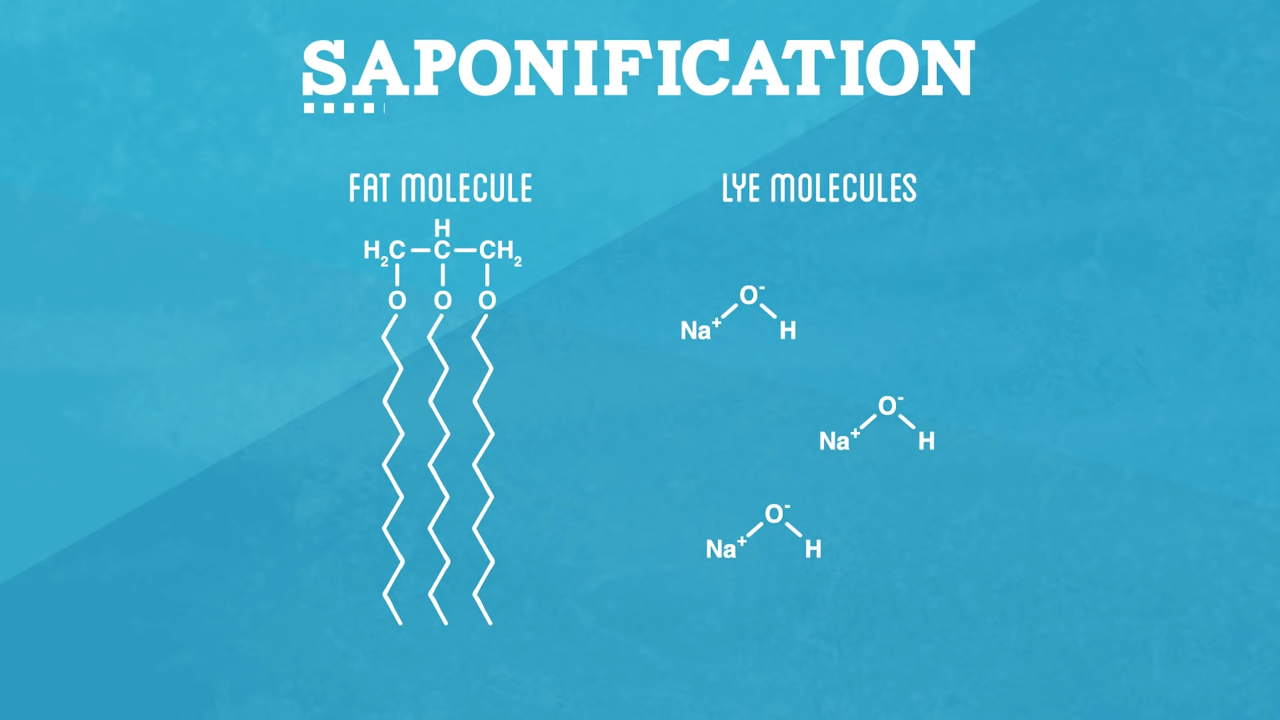 SAPONIFICATION
FAT MOLECULE
LYE MOLECULES
H
H₂C — C — CH₂
O O O
O⁻
Na⁺ H
O⁻
Na⁺ H
O⁻
Na⁺ H